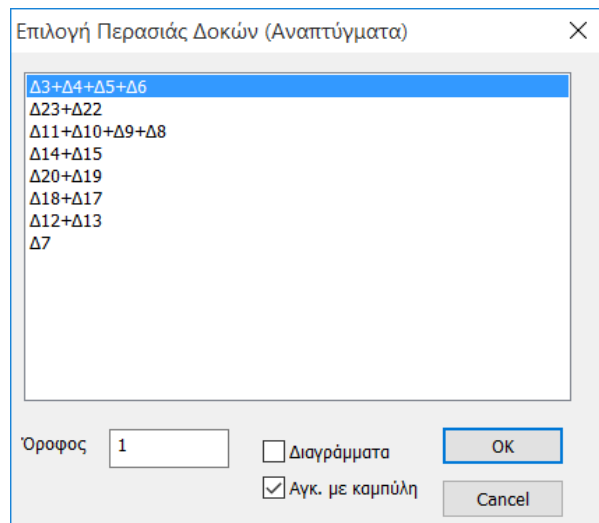 Επιλογή Περασιάς Δοκών (Αναπτύγματα)
Δ3+Δ4+Δ5+Δ6
Δ23+Δ22
Δ11+Δ10+Δ9+Δ8
Δ14+Δ15
Δ20+Δ19
Δ18+Δ17
Δ12+Δ13
Δ7
Όροφος 1
Διαγράμματα
OK
Αγκ. με καμπύλη
Cancel